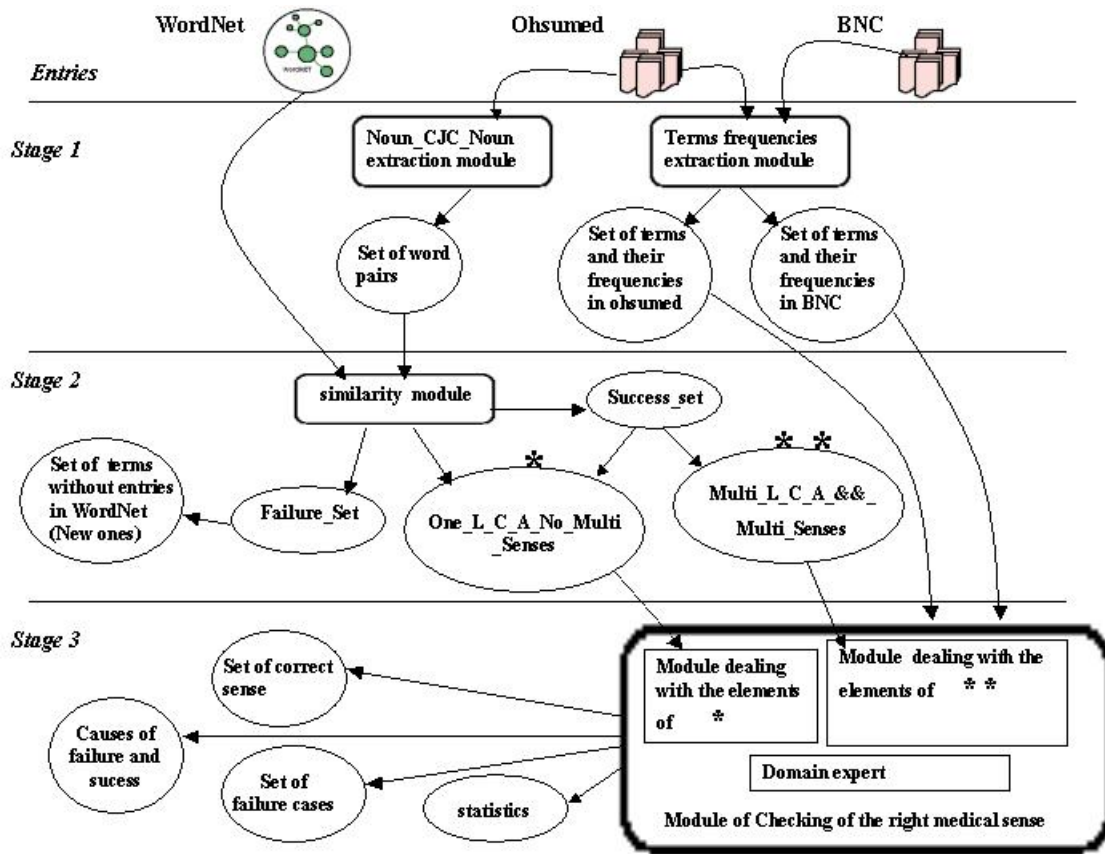 WordNet
Ohsumed
BNC
WORDNET
Entries
Stage 1
Noun_CJC_Noun
extraction module
Terms frequencies
extraction module
Set of word
pairs
Set of terms
and their
frequencies
in ohsumed
Set of terms
and their
frequencies
in BNC
Stage 2
similarity module
Success_set
Set of terms
without entries
in WordNet
(New ones)
Failure_Set
*
One_L_C_A_No_Multi
_Senses
* *
Multi_L_C_A_&&_
Multi_Senses
Stage 3
Set of correct
sense
Causes of
failure and
sucess
Set of
failure cases
statistics
Module dealing
with the elements
of *
Module dealing with the
elements of * *
Domain expert
Module of Checking of the right medical sense